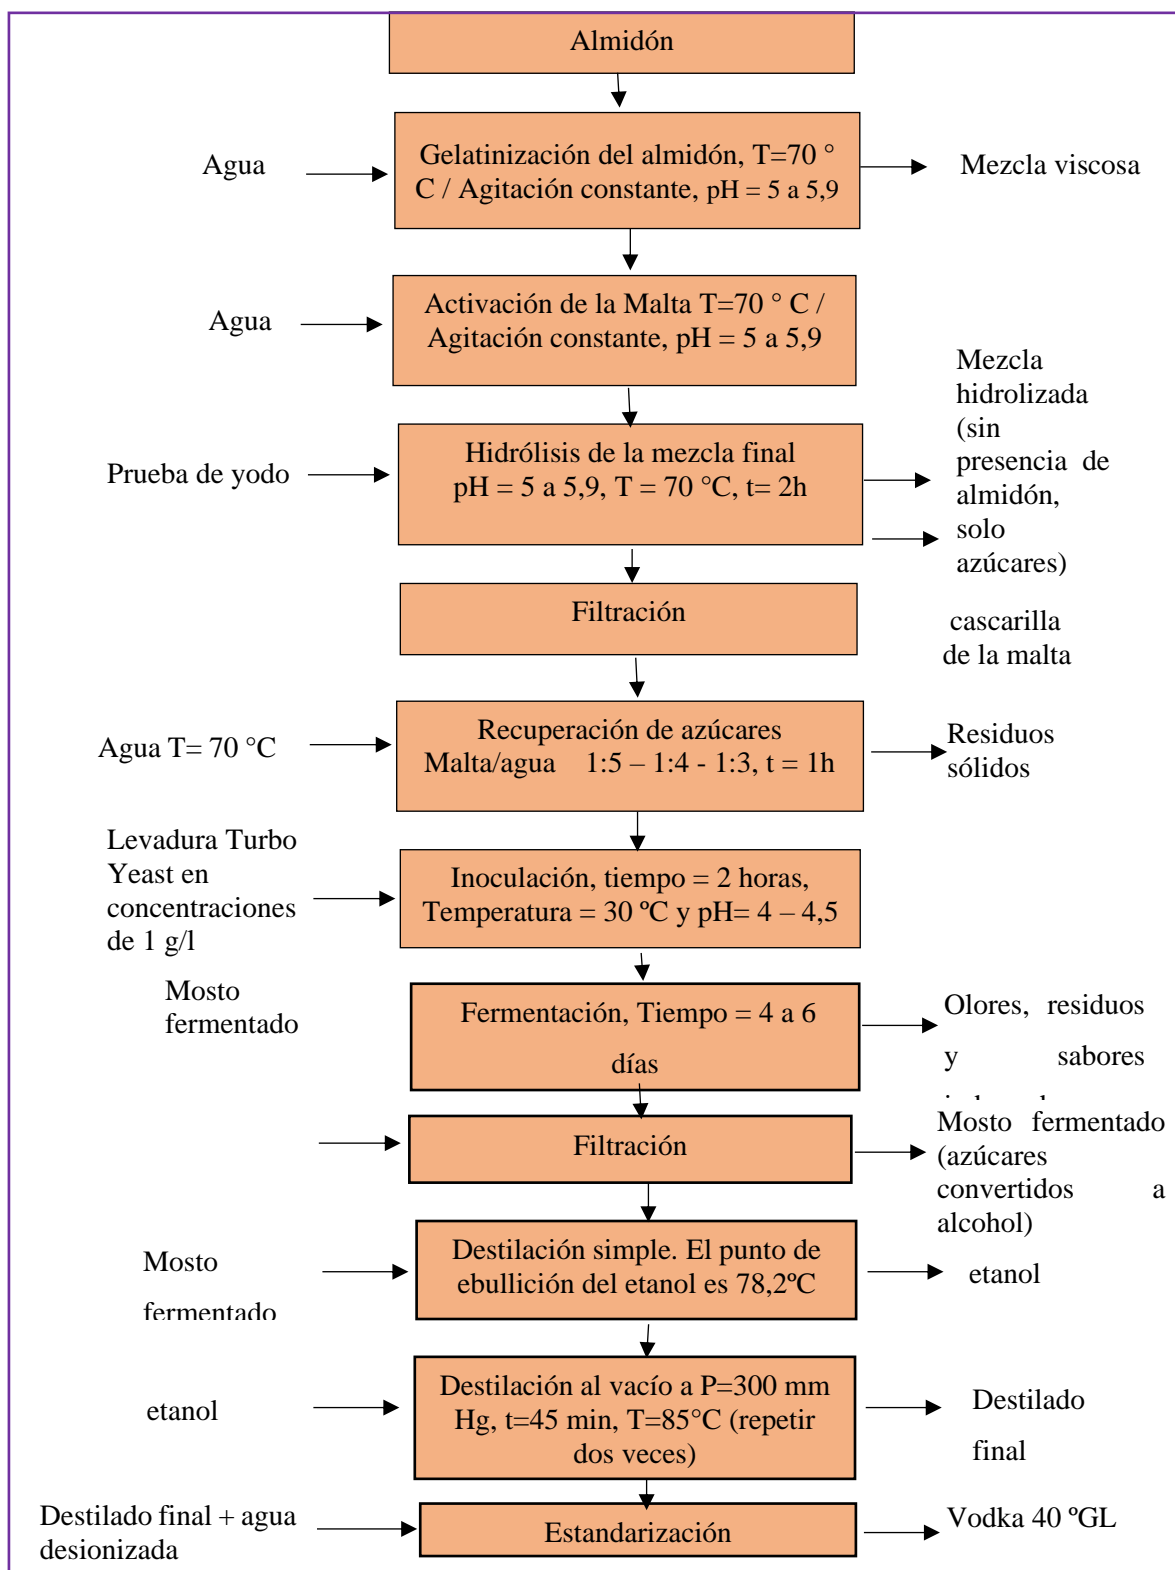 Almidón
Agua
Gelatinización del almidón, T=70 °
C / Agitación constante, pH = 5 a 5,9
Mezcla viscosa
Agua
Activación de la Malta T=70 ° C /
Agitación constante, pH = 5 a 5,9
Prueba de yodo
Hidrólisis de la mezcla final
pH = 5 a 5,9, T = 70 °C, t= 2h
Mezcla
hidrolizada
(sin
presencia de
almidón,
solo
azúcares)
Filtración
cascarilla
de la malta
Agua T= 70 °C
Recuperación de azúcares
Malta/agua 1:5 – 1:4 - 1:3, t = 1h
Residuos
sólidos
Levadura Turbo
Yeast en
concentraciones
de 1 g/l
Inoculación, tiempo = 2 horas,
Temperatura = 30 ºC y pH= 4 – 4,5
Mosto
fermentado
Fermentación, Tiempo = 4 a 6
días
Olores, residuos
y sabores
Filtración
Mosto fermentado
(azúcares
convertidos a
alcohol)
Mosto
fermentado
Destilación simple. El punto de
ebullición del etanol es 78,2ºC
etanol
etanol
Destilación al vacío a P=300 mm
Hg, t=45 min, T=85°C (repetir
dos veces)
Destilado
final
Destilado final + agua
desionizada
Estandarización
Vodka 40 ºGL